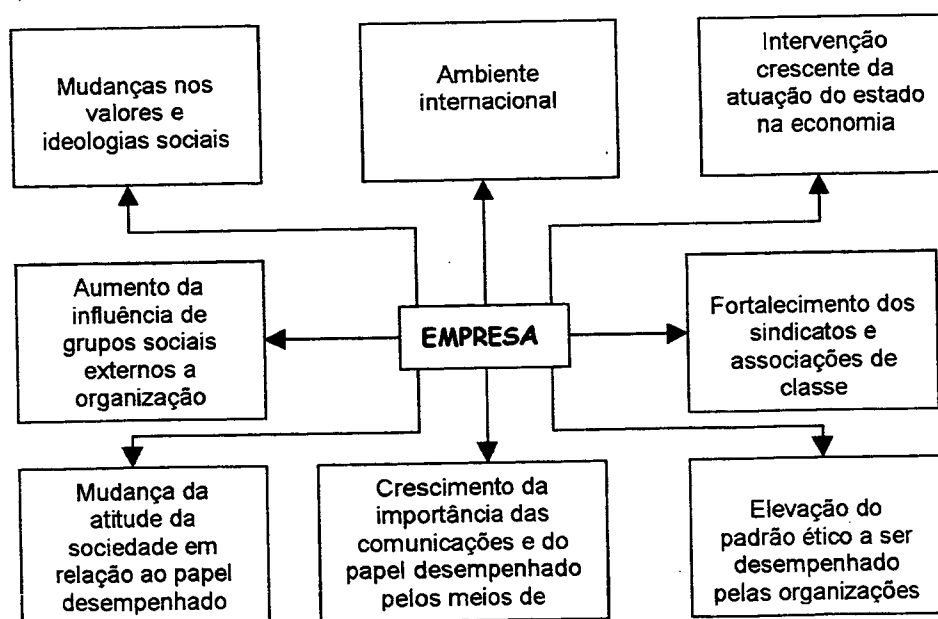 Mudanças nos
valores e
ideologias sociais
Ambiente
internacional
Intervenção
crescente da
atuação do estado
na economia
Aumento da
influência de
grupos sociais
externos a
organização
EMPRESA
Fortalecimento dos
sindicatos e
associações de
classe
Mudança da
atitude da
sociedade em
relação ao papel
desempenhado
Crescimento da
importância das
comunicações e do
papel desempenhado
pelos meios de
Elevação do
padrão ético a ser
desempenhado
pelas organizações